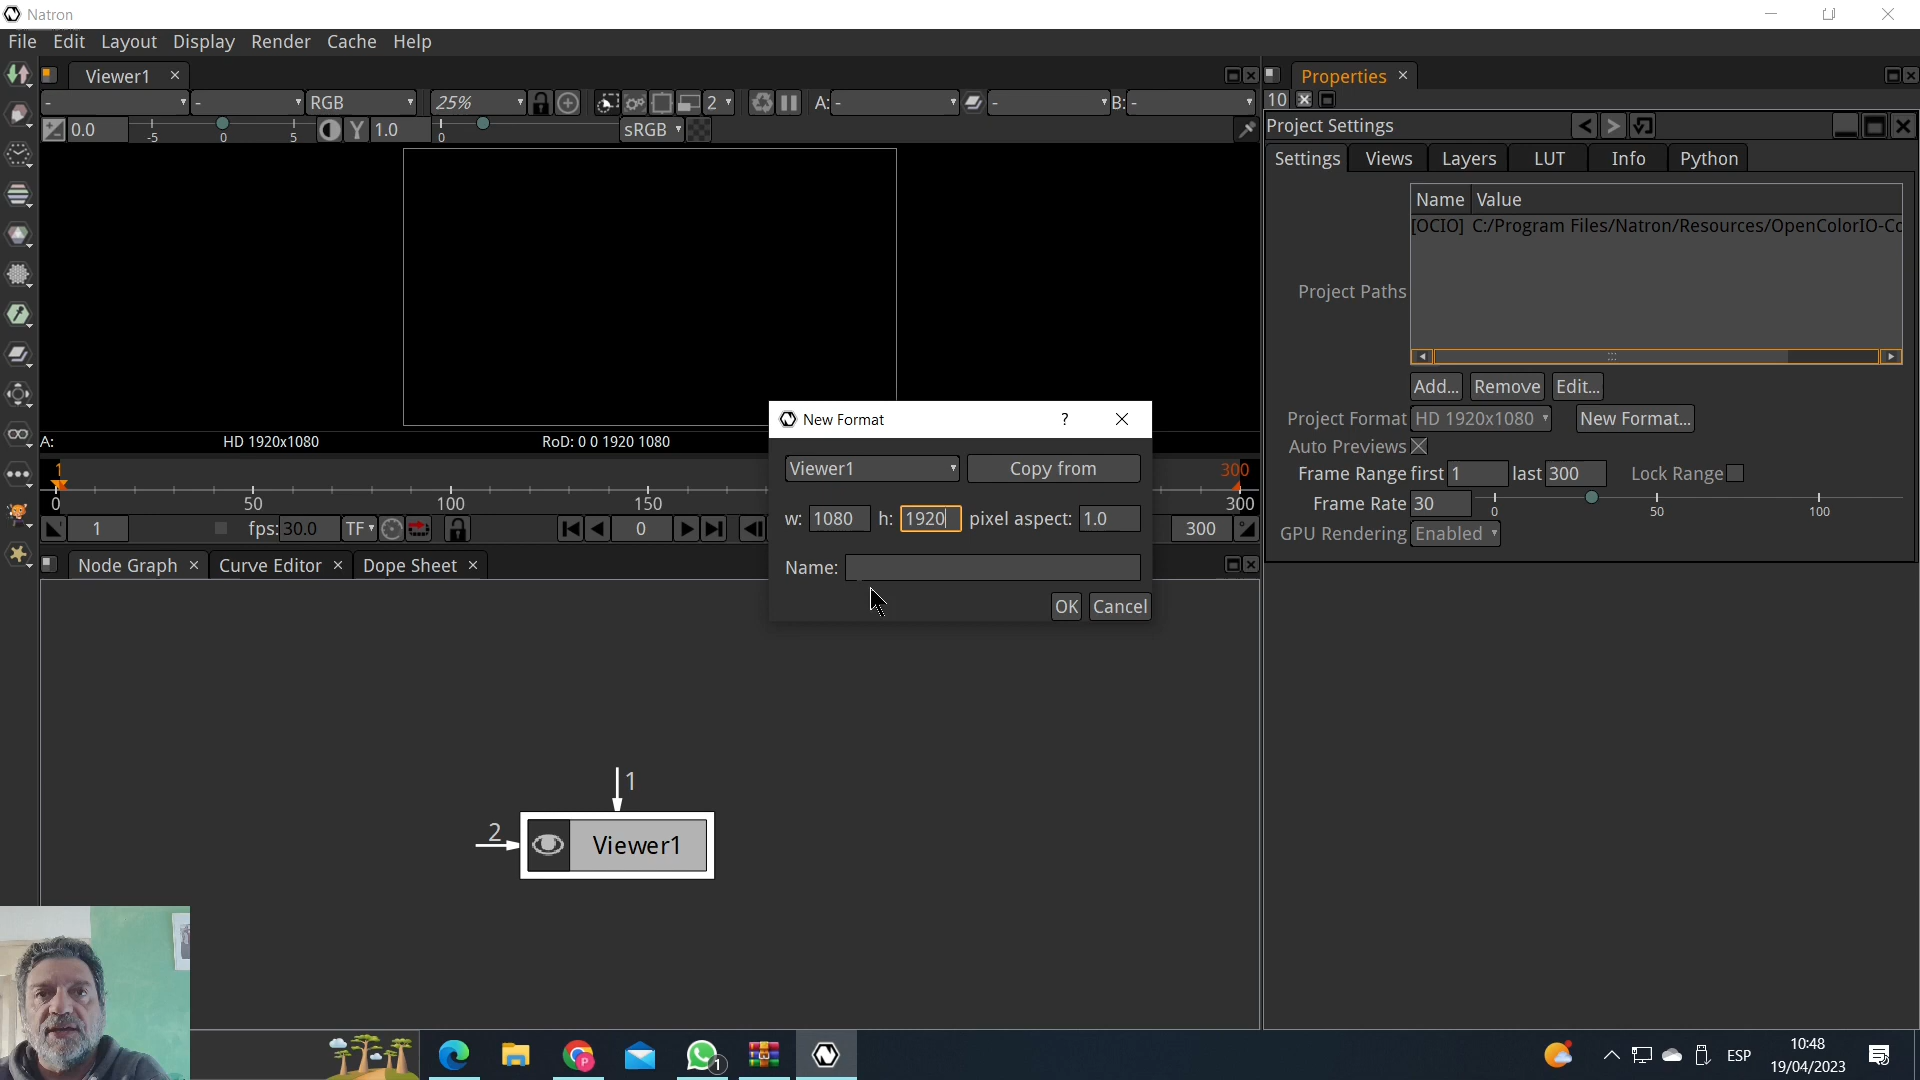 Natron
File Edit Layout Display Render Cache Help
Viewer1
Properties
- - RGB 25% 2 A: - - B: -
10
0.0 -5 0 5 Y 1.0 0 sRGB
Project Settings
Settings Views Layers LUT Info Python
Name Value
[OCIO] C:/Program Files/Natron/Resources/OpenColorIO-Co
Project Paths
Add... Remove Edit...
Project Format HD 1920x1080 New Format...
Auto Previews
Frame Range first 1 last 300 Lock Range
Frame Rate 30 0 50 100
GPU Rendering Enabled
A: HD 1920x1080 RoD: 0 0 1920 1080
New Format ?
Viewer1 Copy from
w: 1080 h: 1920 pixel aspect: 1.0
Name:
OK Cancel
1 300
0 50 100 150 300
1 fps: 30.0 TF 0 300
Node Graph Curve Editor Dope Sheet
1
2
Viewer1
P
1
ESP
10:48
19/04/2023